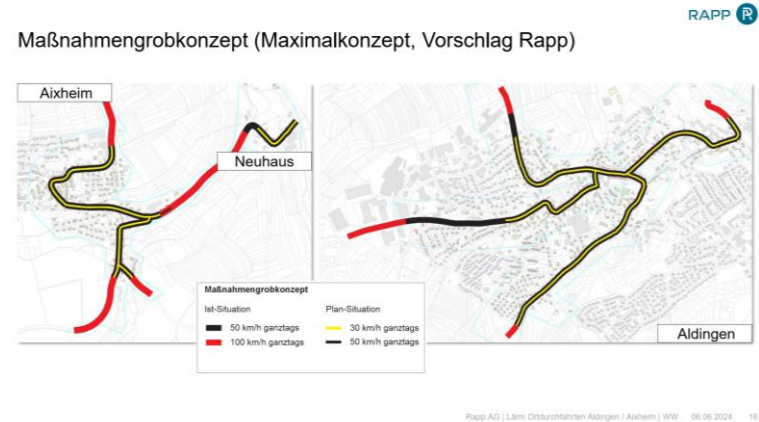 RAPP
Maßnahmengrobkonzept (Maximalkonzept, Vorschlag Rapp)
Aixheim
Neuhaus
Aldingen
Maßnahmengrobkonzept
Ist-Situation Plan-Situation
50 km/h ganztags 30 km/h ganztags
100 km/h ganztags 50 km/h ganztags
Rapp AG | Lärm Ortdurchfahrten Aldingen / Aixheim | WW 06.06.2024 16